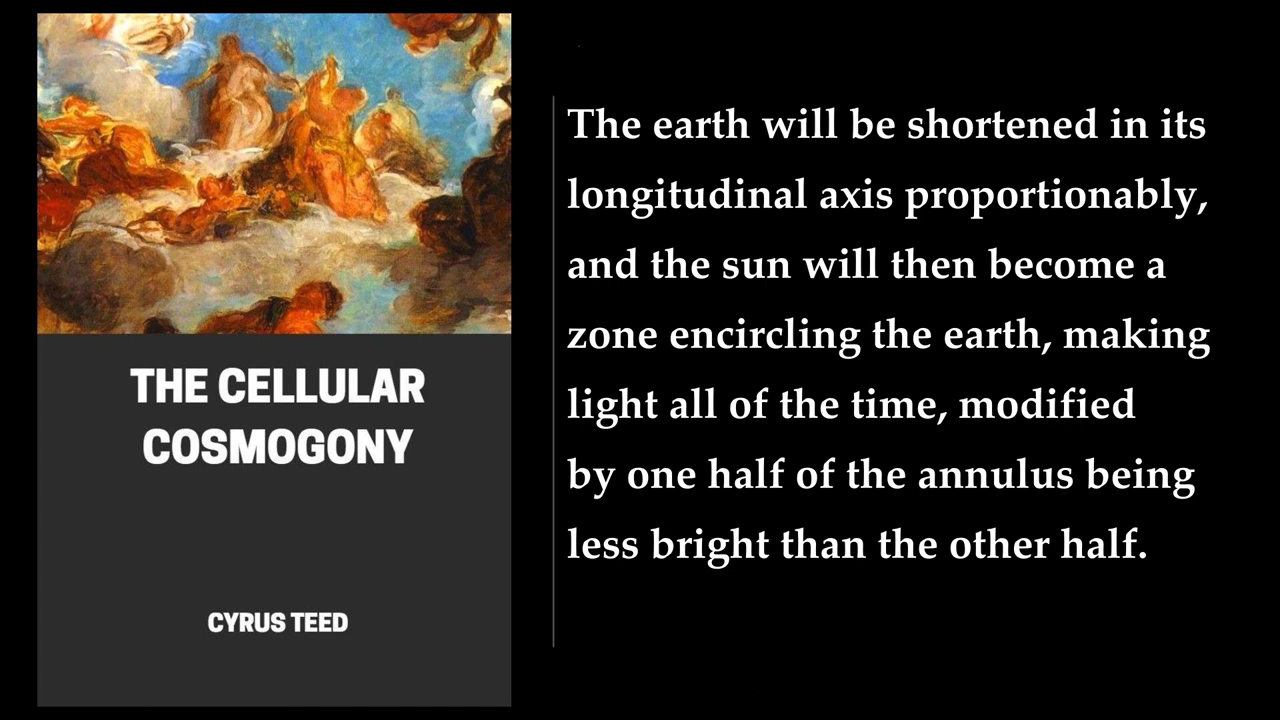 THE CELLULAR
COSMOGONY
CYRUS TEED
The earth will be shortened in its
longitudinal axis proportionably,
and the sun will then become a
zone encircling the earth, making
light all of the time, modified
by one half of the annulus being
less bright than the other half.